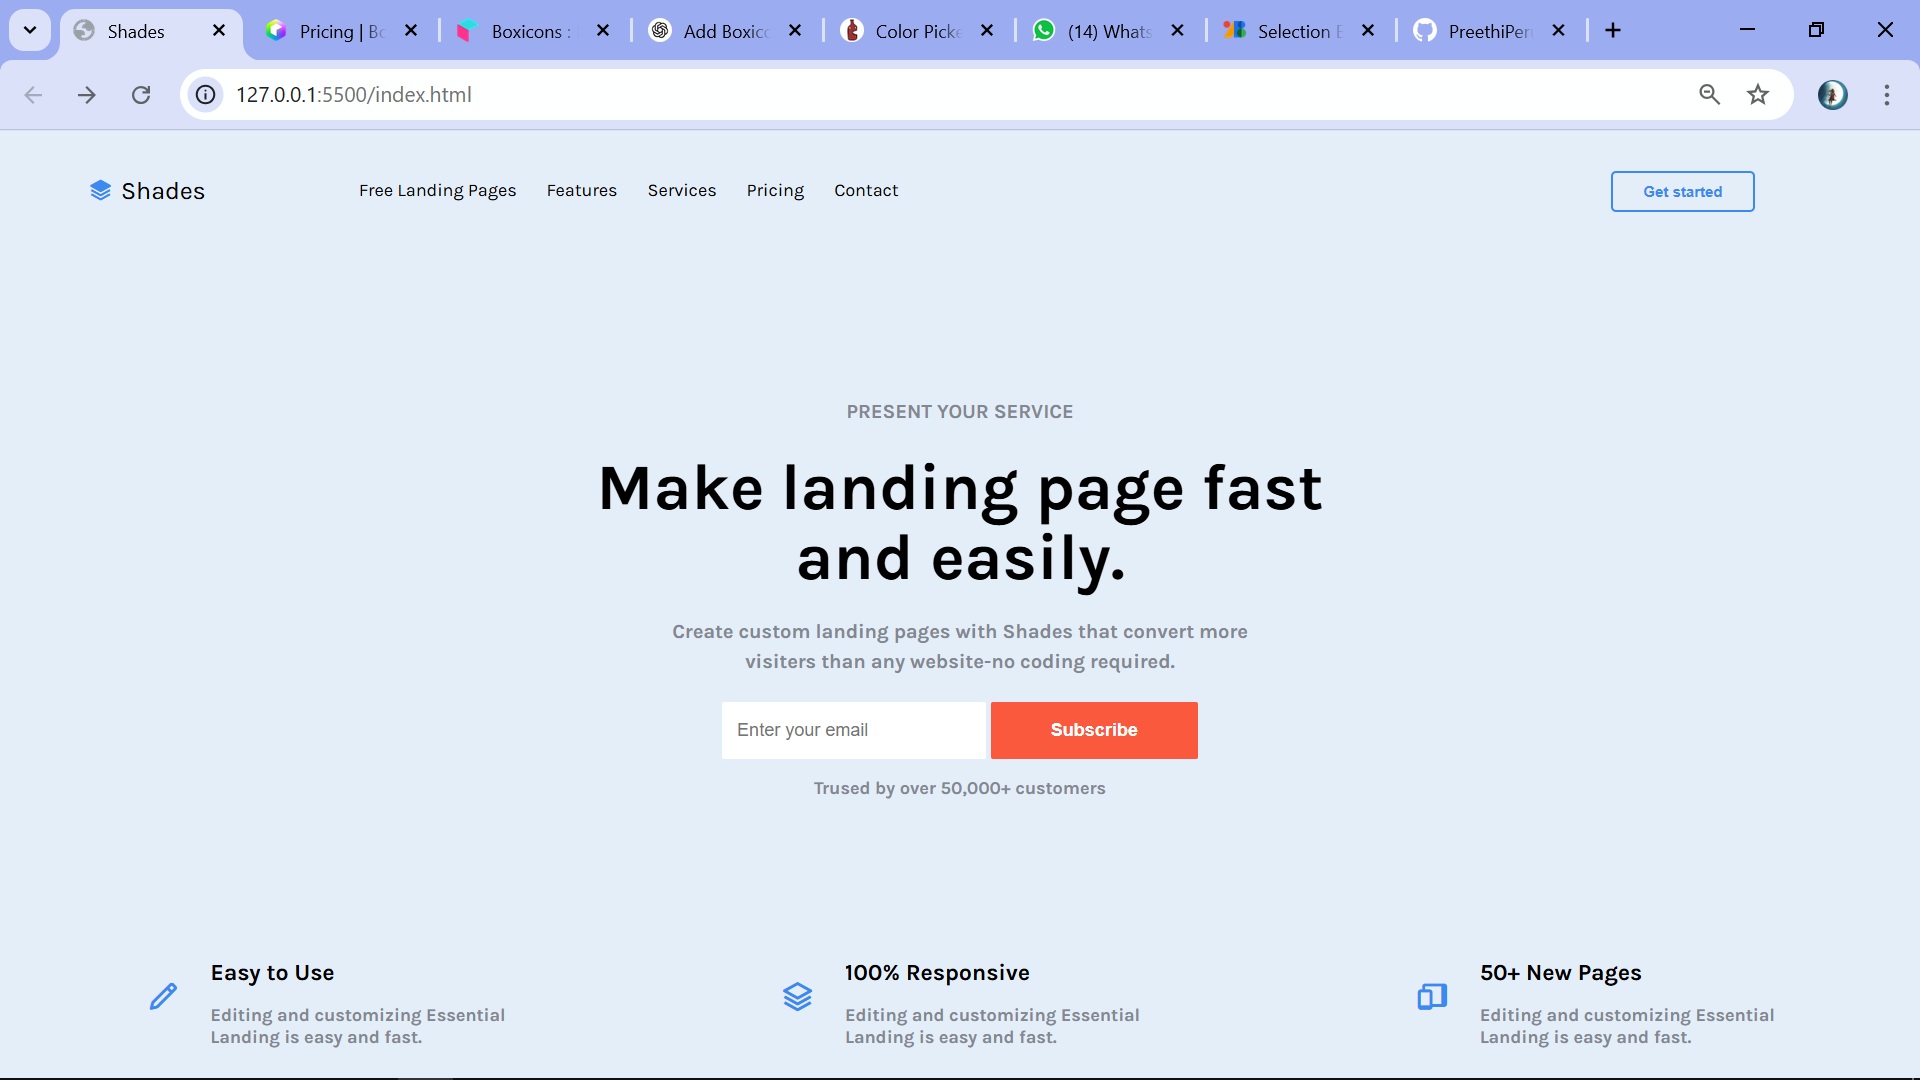 Shades
Pricing | Bo
Boxicons :
Add Boxico
Color Picke
(14) Whats
Selection
PreethiPer
127.0.0.1:5500/index.html
Shades
Free Landing Pages
Features
Services
Pricing
Contact
Get started
PRESENT YOUR SERVICE
Make landing page fast
and easily.
Create custom landing pages with Shades that convert more
visiters than any website-no coding required.
Enter your email
Subscribe
Trused by over 50,000+ customers
Easy to Use
Editing and customizing Essential
Landing is easy and fast.
100% Responsive
Editing and customizing Essential
Landing is easy and fast.
50+ New Pages
Editing and customizing Essential
Landing is easy and fast.